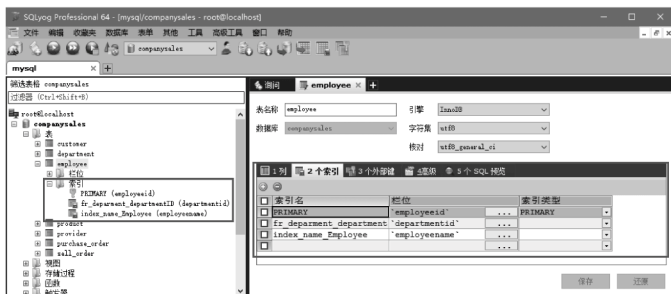 SQLyog Professional 64 - [mysql/companysales - root@localhost]
文件 编辑 收藏夹 数据库 表单 其他 工具 高级工具 窗口 帮助
companysales
mysql × +
筛选表格 companysales
过滤器 (Ctrl+Shift+B)
root@localhost
companysales
表
customer
department
employee
栏位
索引
PRIMARY (employeeid)
fr_deparment_departmentID (departmentid)
index_name_Employee (employeename)
product
provider
purchase_order
sell_order
视图
存储过程
函数
触发器
询问 employee × +
表名称 employee 引擎 InnoDB
数据库 companysales 字符集 utf8
核对 utf8_general_ci
1 列 2 个索引 3 个外部键 4高级 5 个 SQL 预览
索引名 栏位 索引类型
PRIMARY `employeeid` ... PRIMARY
fr_deparment_department `departmentid` ...
index_name_Employee `employeename` ...
...
保存 还原